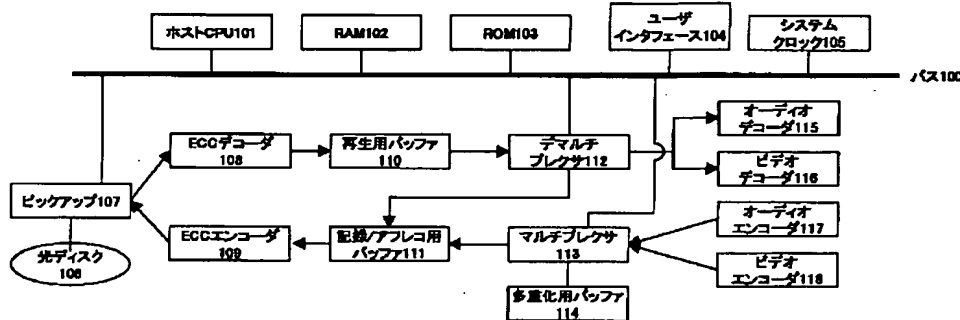 ホストCPU101
RAM102
ROM103
ユーザ
インタフェース104
システム
クロック105
バス100
ECCデコーダ
108
再生用バッファ
110
デマルチ
プレクサ112
オーディオ
デコーダ115
ビデオ
デコーダ116
ピックアップ107
光ディスク
106
ECCエンコーダ
109
記録/アフレコ用
バッファ111
マルチプレクサ
113
多重化用バッファ
114
オーディオ
エンコーダ117
ビデオ
エンコーダ118